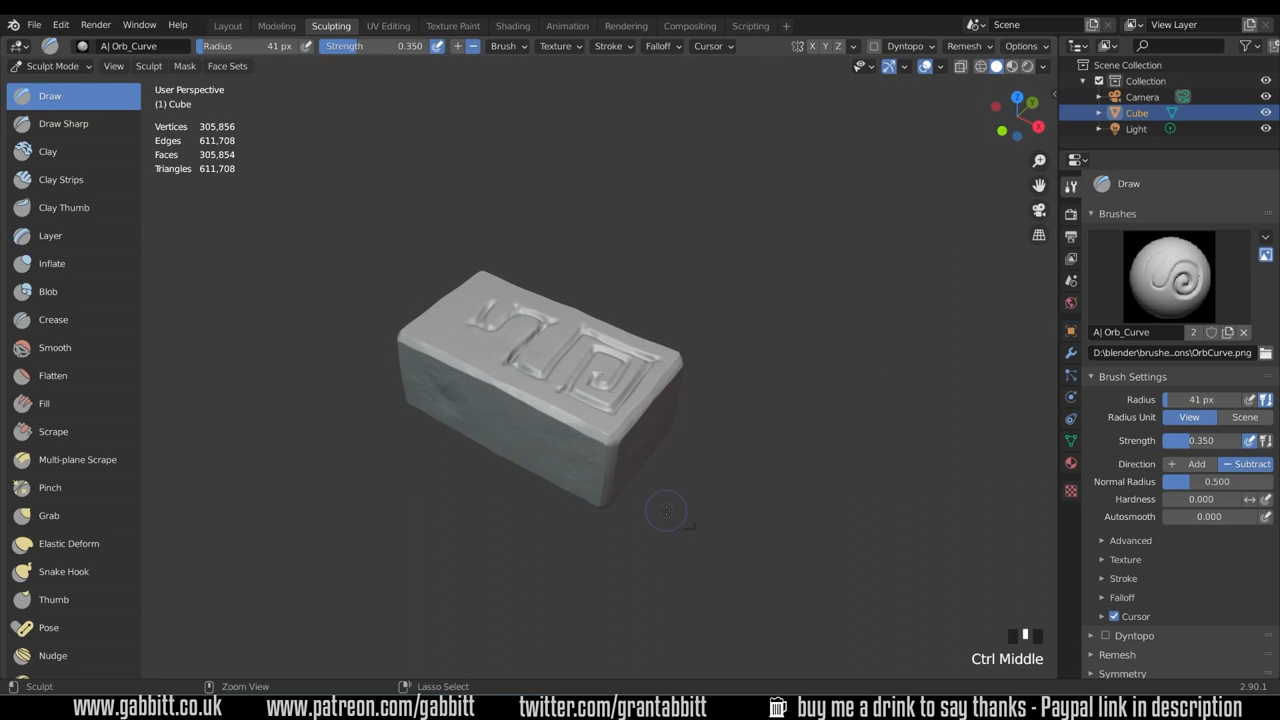 File Edit Render Window Help Layout Modeling Sculpting UV Editing Texture Paint Shading Animation Rendering Compositing Scripting + Scene View Layer
A| Orb_Curve Radius 41 px Strength 0.350 + − Brush Texture Stroke Falloff Cursor X Y Z Dyntopo Remesh Options
Sculpt Mode View Sculpt Mask Face Sets
Draw
Draw Sharp
Clay
Clay Strips
Clay Thumb
Layer
Inflate
Blob
Crease
Smooth
Flatten
Fill
Scrape
Multi-plane Scrape
Pinch
Grab
Elastic Deform
Snake Hook
Thumb
Pose
Nudge
User Perspective
(1) Cube
Vertices 305,856
Edges 611,708
Faces 305,854
Triangles 611,708
Z
Y
X
Ctrl Middle
Scene Collection
Collection
Camera
Cube
Light
Draw
Brushes
A| Orb_Curve 2
D:\blender\brushe...ons\OrbCurve.png
Brush Settings
Radius 41 px
Radius Unit View Scene
Strength 0.350
Direction + Add − Subtract
Normal Radius 0.500
Hardness 0.000
Autosmooth 0.000
Advanced
Texture
Stroke
Falloff
Cursor
Dyntopo
Remesh
Symmetry
Sculpt Zoom View Lasso Select 2.90.1
www.gabbitt.co.uk www.patreon.com/gabbitt twitter.com/grantabbitt buy me a drink to say thanks - Paypal link in description